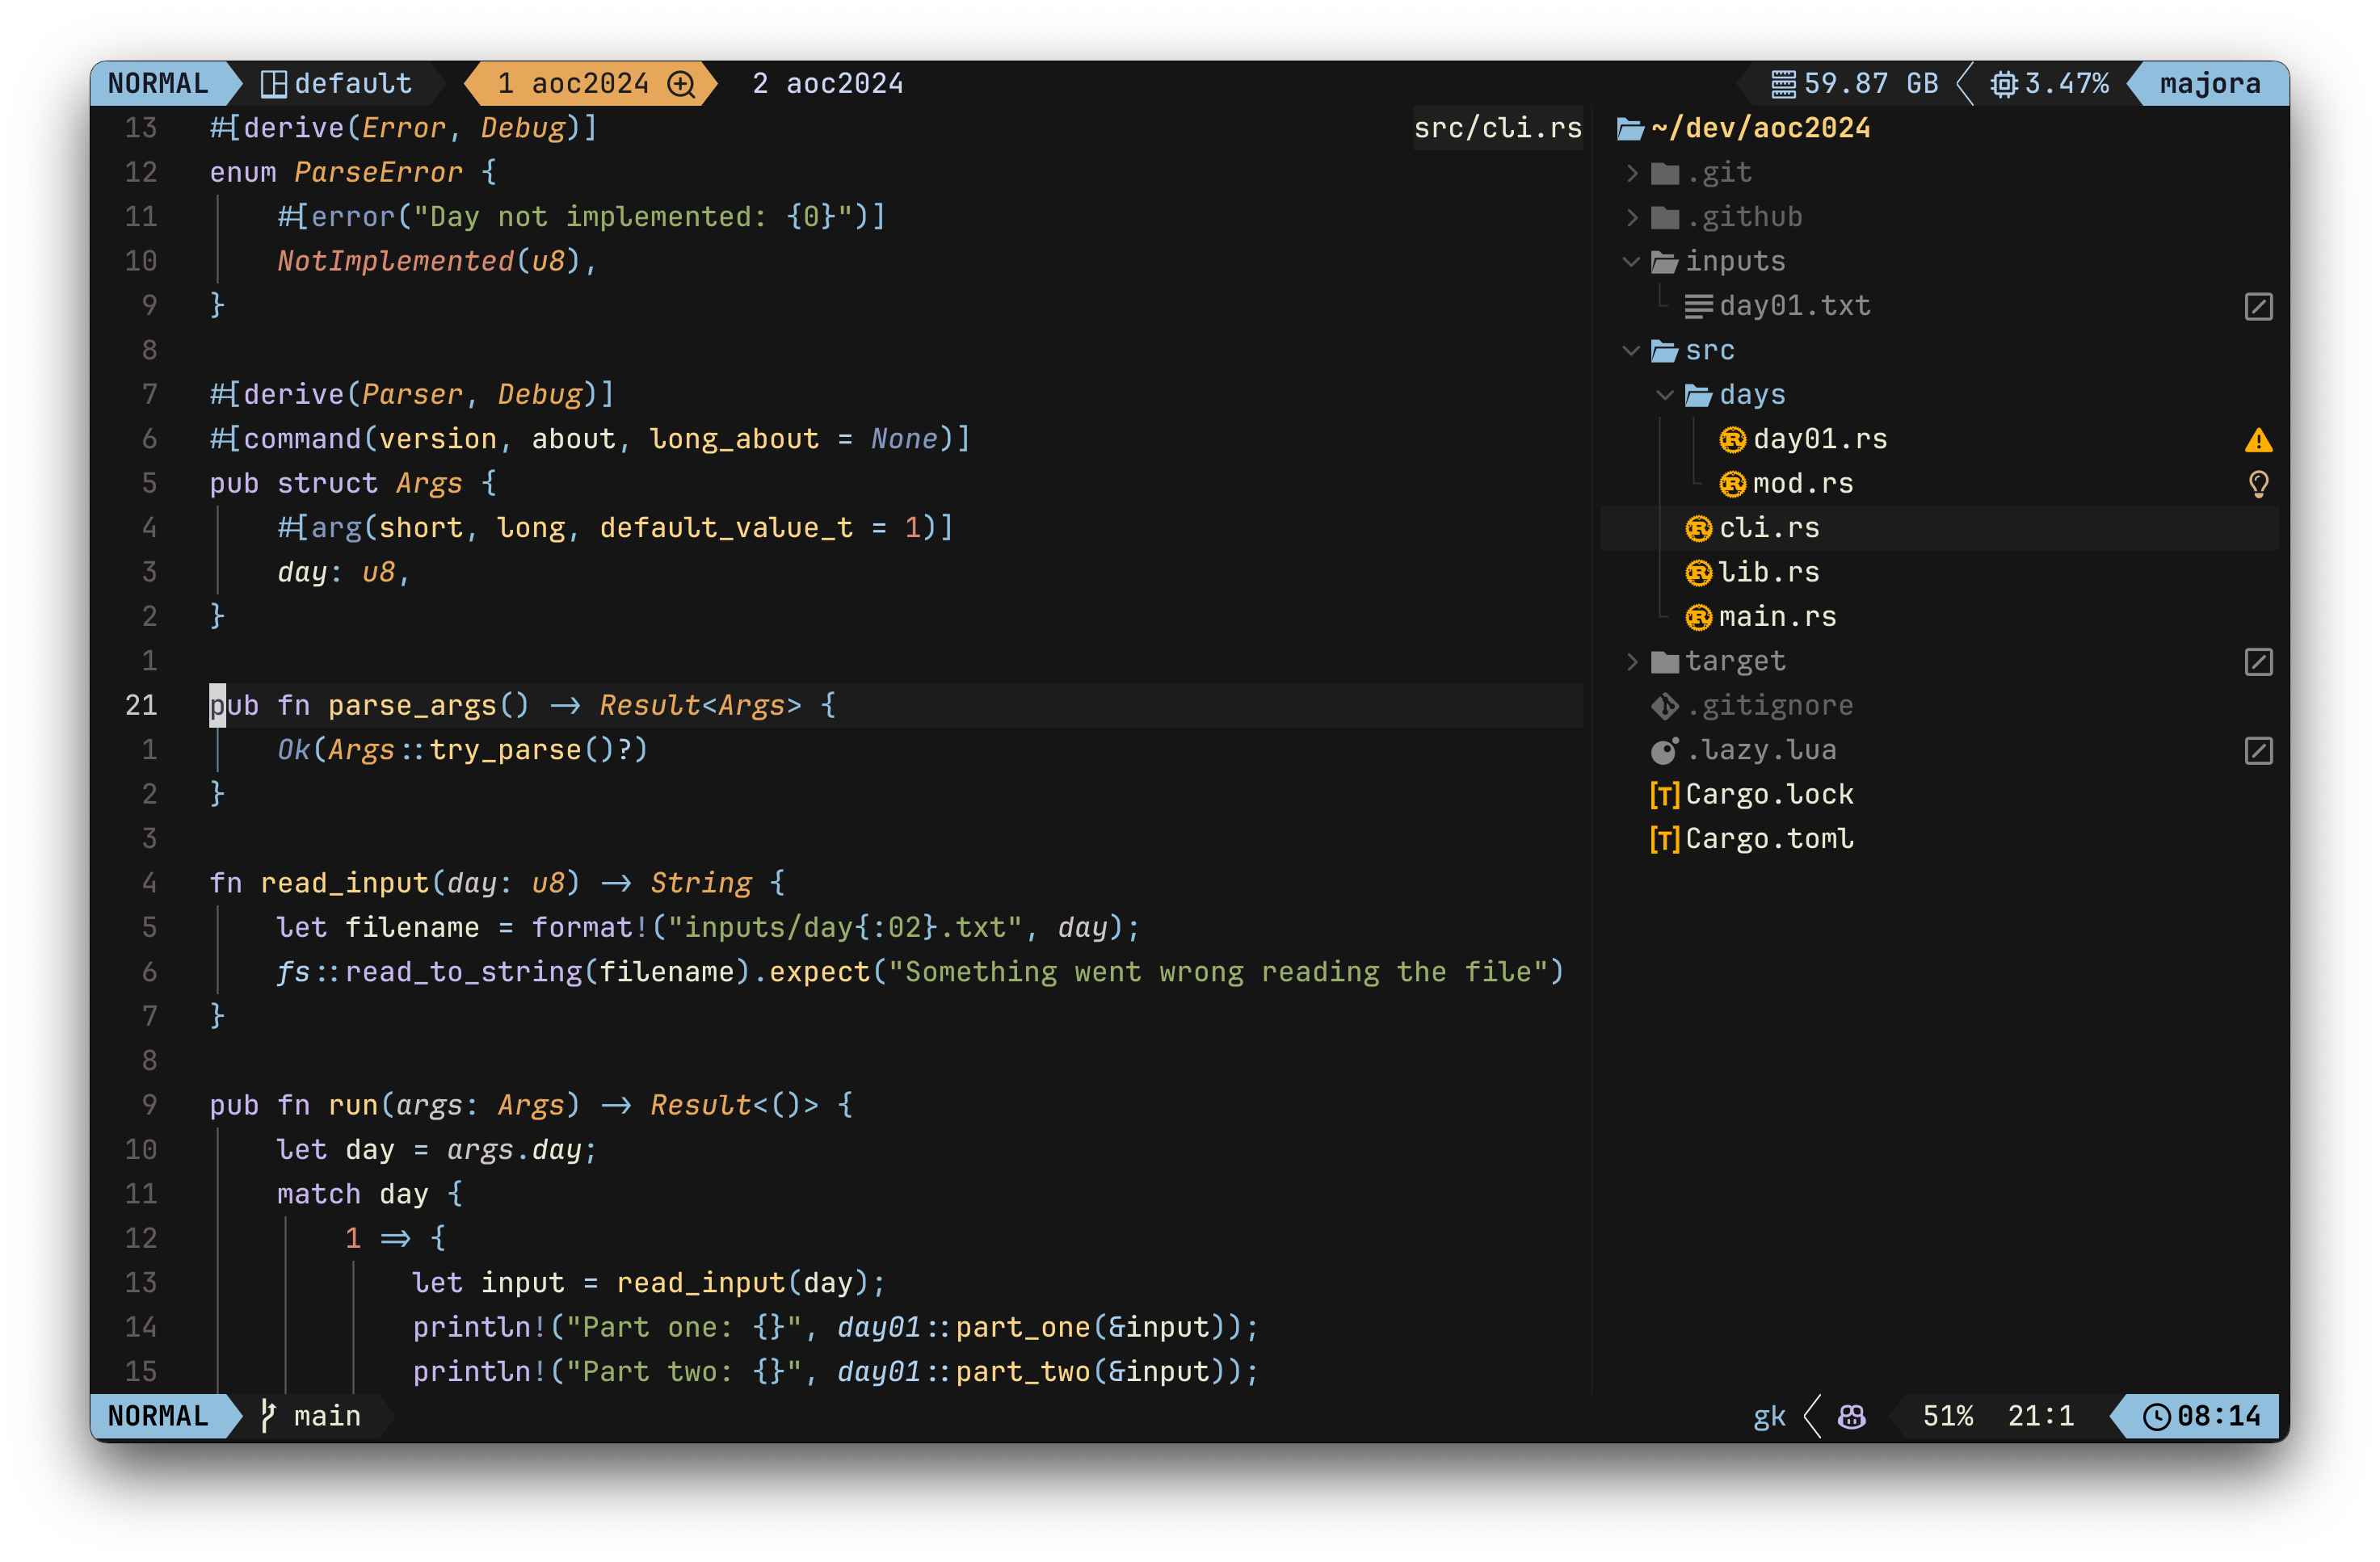 NORMAL default 1 aoc2024 2 aoc2024 59.87 GB 3.47% majora
13 #[derive(Error, Debug)]
12 enum ParseError {
11     #[error("Day not implemented: {0}")]
10     NotImplemented(u8),
9 }
8
7 #[derive(Parser, Debug)]
6 #[command(version, about, long_about = None)]
5 pub struct Args {
4     #[arg(short, long, default_value_t = 1)]
3     day: u8,
2 }
1
21 pub fn parse_args() -> Result<Args> {
1     Ok(Args::try_parse()?)
2 }
3
4 fn read_input(day: u8) -> String {
5     let filename = format!("inputs/day{:02}.txt", day);
6     fs::read_to_string(filename).expect("Something went wrong reading the file")
7 }
8
9 pub fn run(args: Args) -> Result<()> {
10     let day = args.day;
11     match day {
12         1 => {
13             let input = read_input(day);
14             println!("Part one: {}", day01::part_one(&input));
15             println!("Part two: {}", day01::part_two(&input));
src/cli.rs
~/dev/aoc2024
.git
.github
inputs
day01.txt
src
days
day01.rs
mod.rs
cli.rs
lib.rs
main.rs
target
.gitignore
.lazy.lua
[T] Cargo.lock
[T] Cargo.toml
NORMAL main gk 51% 21:1 08:14